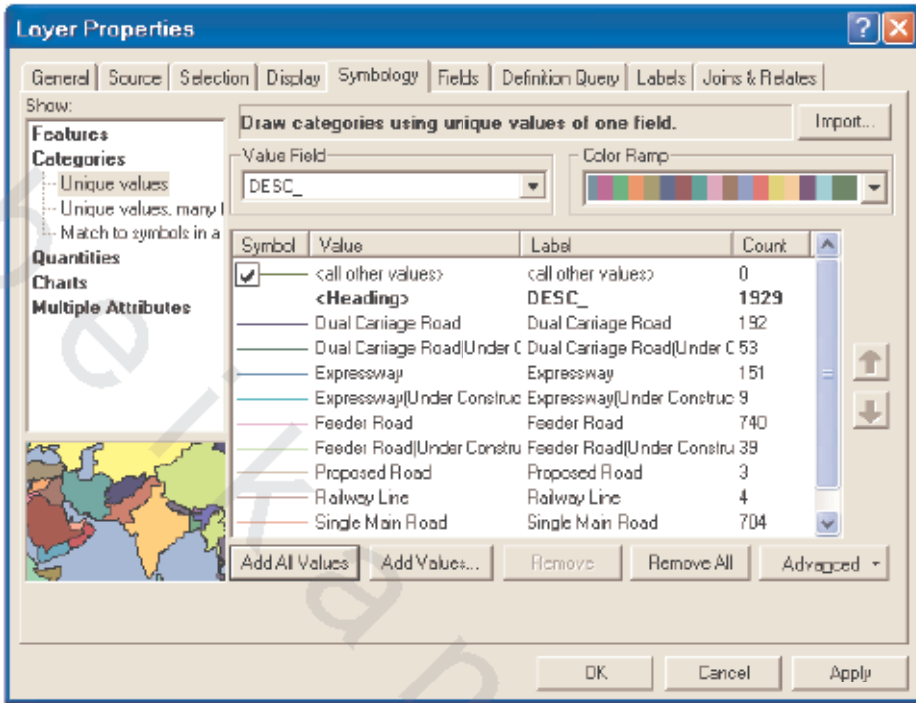 Layer Properties
General Source Selection Display Symbology Fields Definition Query Labels Joins & Relates
Show:
Features
Categories
Unique values
Unique values, many f
Match to symbols in a
Quantities
Charts
Multiple Attributes
Draw categories using unique values of one field.
Import...
Value Field
DESC_
Color Ramp
Symbol Value Label Count
<all other values> <all other values> 0
<Heading> DESC_ 1929
Dual Carriage Road Dual Carriage Road 192
Dual Carriage Road(Under C Dual Carriage Road(Under C 53
Expressway Expressway 151
Expressway(Under Construc Expressway(Under Construc 9
Feeder Road Feeder Road 740
Feeder Road(Under Constru Feeder Road(Under Constru 39
Proposed Road Proposed Road 3
Railway Line Railway Line 4
Single Main Road Single Main Road 704
Add All Values Add Values... Remove Remove All Advanced
OK Cancel Apply